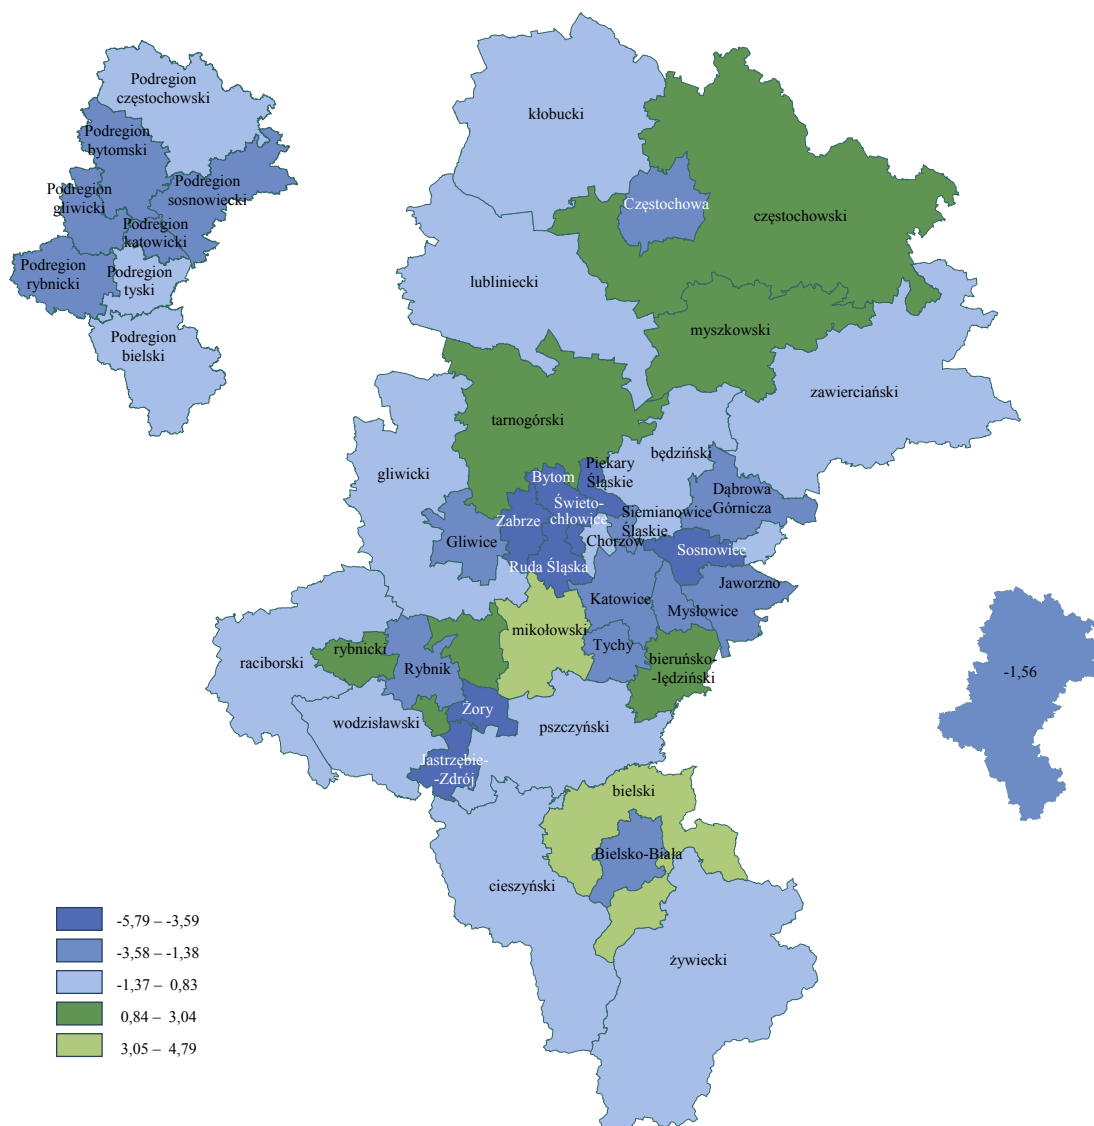 Podregion
częstochowski
Podregion
bytomski
Podregion
gliwicki
Podregion
sosnowiecki
Podregion
katowicki
Podregion
rybnicki
Podregion
tyski
Podregion
bielski
kłobucki
Częstochowa
częstochowski
lubliniecki
myszkowski
zawierciański
tarnogórski
gliwicki
będziński
Bytom
Piekary
Śląskie
Dąbrowa
Górnicza
Święto-
chłowice
Siemianowice
Śląskie
Zabrze
Chorzów
Gliwice
Sosnowiec
Ruda Śląska
Jaworzno
Katowice
Mysłowice
mikołowski
Tychy
rybnicki
raciborski
Rybnik
bieruńsko-
-lędziński
Żory
wodzisławski
pszczyński
Jastrzębie-
-Zdrój
bielski
Bielsko-Biała
cieszyński
żywiecki
-1,56
-5,79 – -3,59
-3,58 – -1,38
-1,37 – 0,83
0,84 – 3,04
3,05 – 4,79